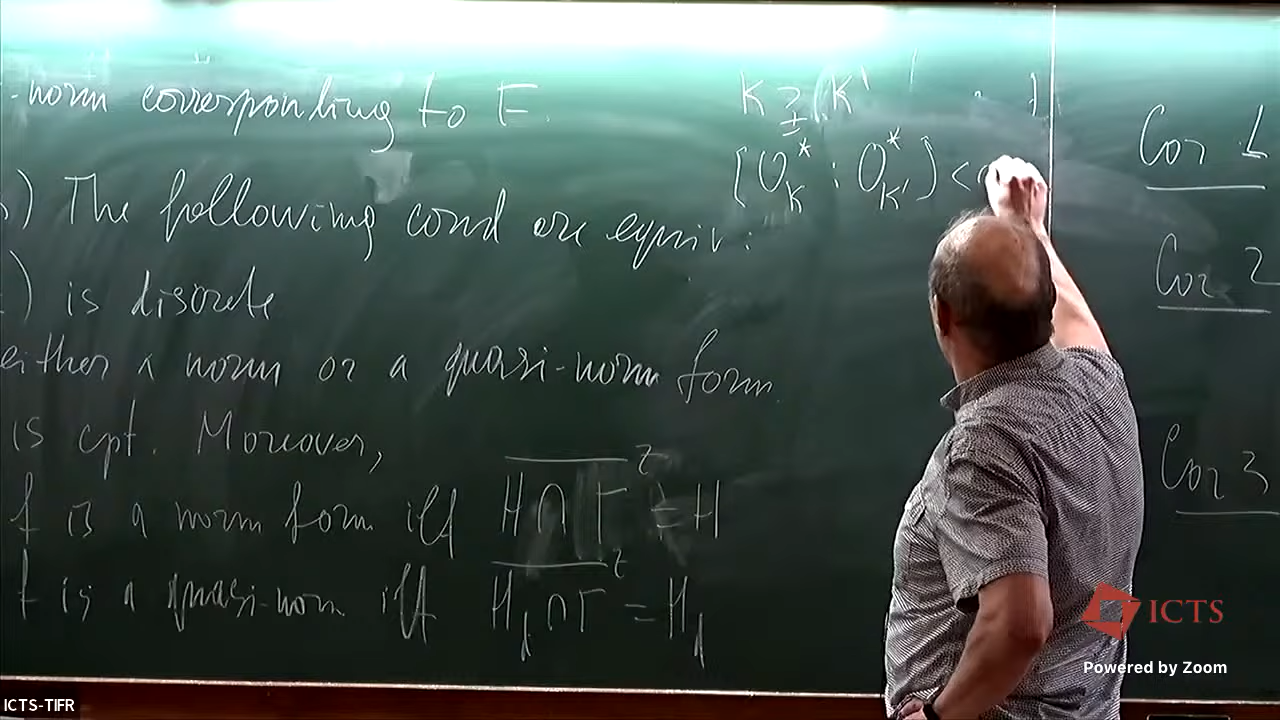 -norm corresponding to F.
) The following cond are equiv:
) is discrete
either a norm or a quasi-norm form.
is cpt. Moreover,
f is a norm form iff H∩Γ‾ᶻ = H
f is a quasi-norm iff H₁∩Γ‾ᶻ = H₁
K ⊋ K'
[O*_K : O*_K'] <
Cor 1
Cor 2
Cor 3
ICTS
Powered by Zoom
ICTS-TIFR